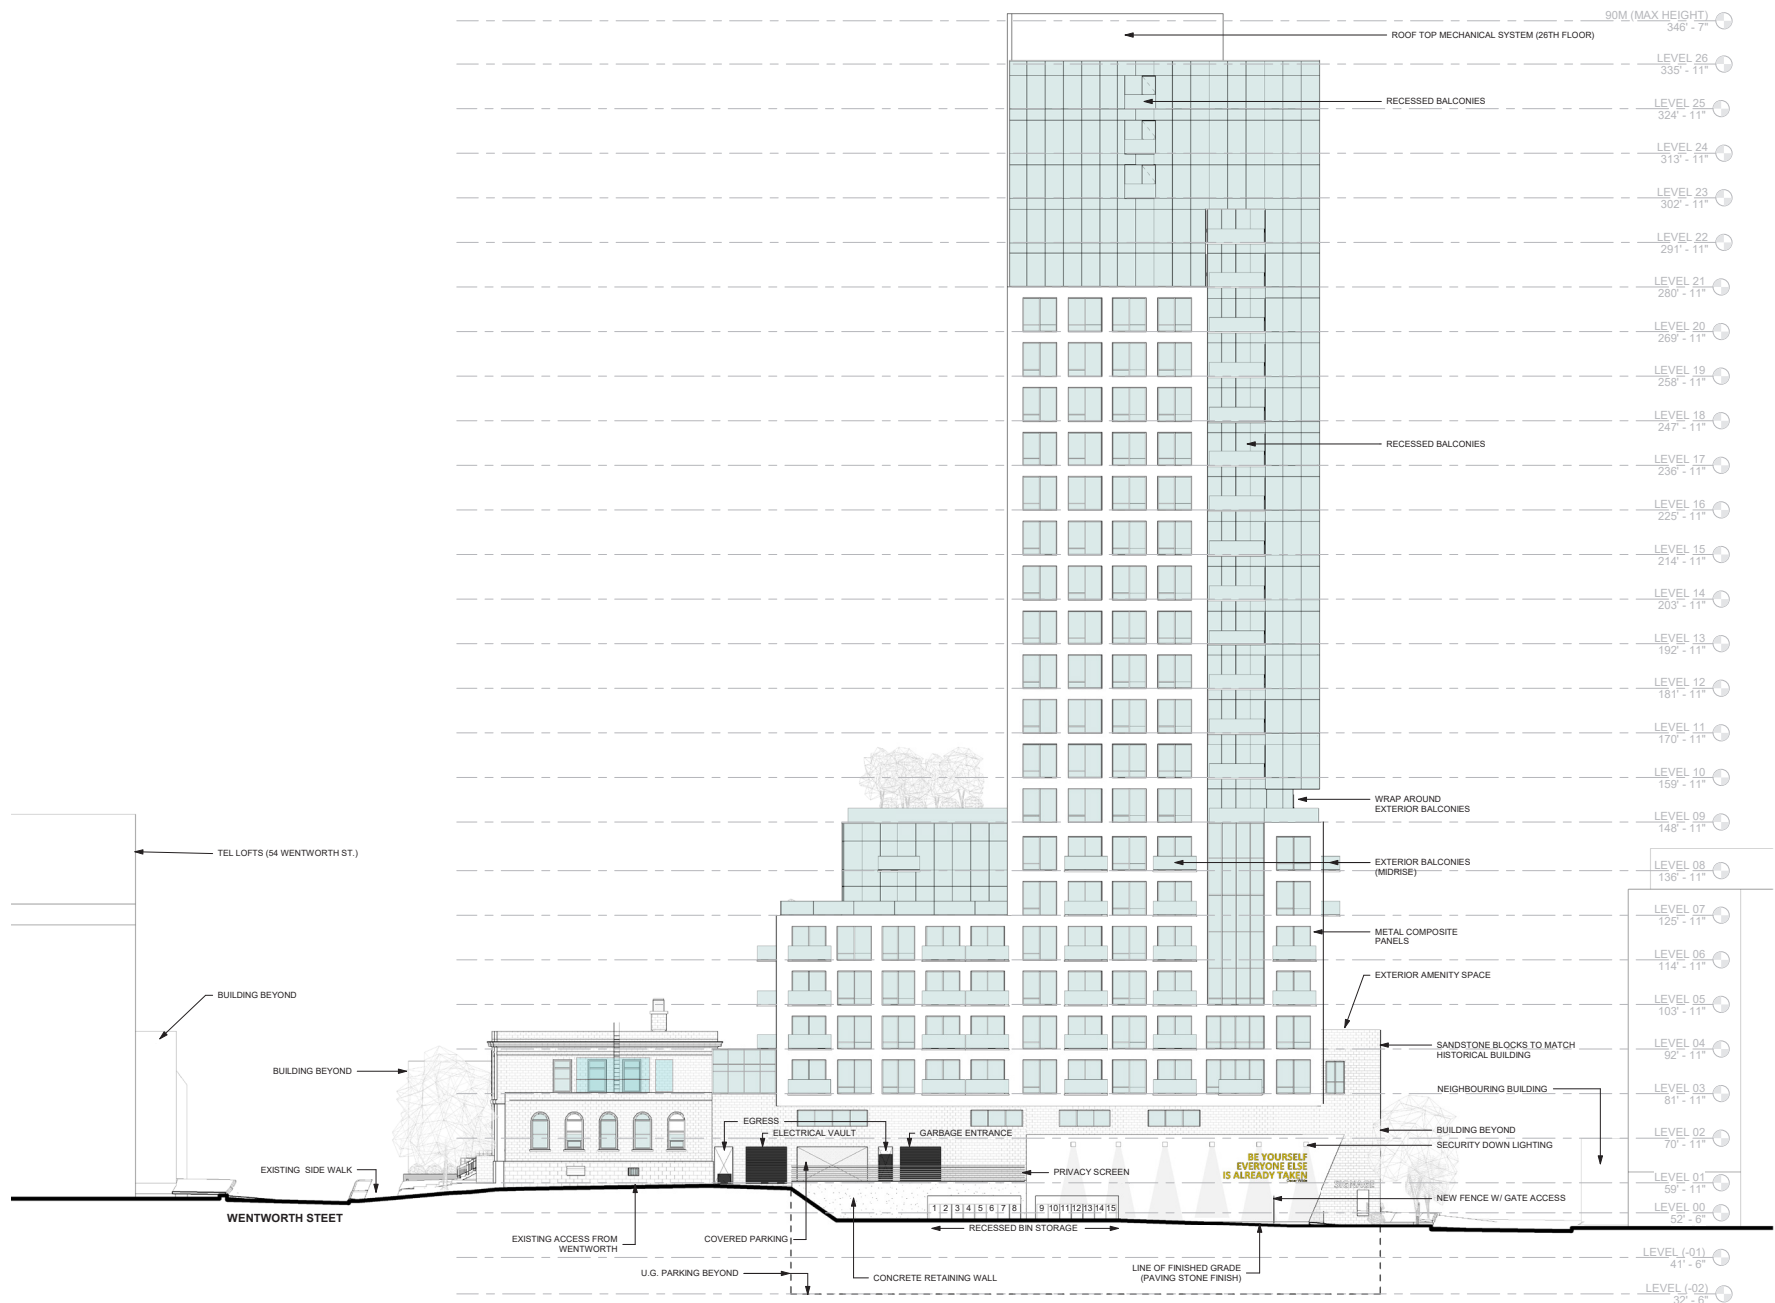 90M (MAX HEIGHT)
346' - 7"
ROOF TOP MECHANICAL SYSTEM (26TH FLOOR)
LEVEL 26
335' - 11"
RECESSED BALCONIES
LEVEL 25
324' - 11"
LEVEL 24
313' - 11"
LEVEL 23
302' - 11"
LEVEL 22
291' - 11"
LEVEL 21
280' - 11"
LEVEL 20
269' - 11"
LEVEL 19
258' - 11"
LEVEL 18
247' - 11"
RECESSED BALCONIES
LEVEL 17
236' - 11"
LEVEL 16
225' - 11"
LEVEL 15
214' - 11"
LEVEL 14
203' - 11"
LEVEL 13
192' - 11"
LEVEL 12
181' - 11"
LEVEL 11
170' - 11"
LEVEL 10
159' - 11"
WRAP AROUND
EXTERIOR BALCONIES
LEVEL 09
148' - 11"
TEL LOFTS (54 WENTWORTH ST.)
EXTERIOR BALCONIES
(MIDRISE)
LEVEL 08
136' - 11"
LEVEL 07
125' - 11"
METAL COMPOSITE
PANELS
LEVEL 06
114' - 11"
EXTERIOR AMENITY SPACE
BUILDING BEYOND
LEVEL 05
103' - 11"
SANDSTONE BLOCKS TO MATCH
HISTORICAL BUILDING
LEVEL 04
92' - 11"
BUILDING BEYOND
NEIGHBOURING BUILDING
LEVEL 03
81' - 11"
EGRESS
ELECTRICAL VAULT
GARBAGE ENTRANCE
BUILDING BEYOND
SECURITY DOWN LIGHTING
LEVEL 02
70' - 11"
BE YOURSELF
EVERYONE ELSE
IS ALREADY TAKEN
EXISTING SIDE WALK
PRIVACY SCREEN
LEVEL 01
59' - 11"
NEW FENCE W/ GATE ACCESS
1 2 3 4 5 6 7 8
9 10 11 12 13 14 15
LEVEL 00
52' - 6"
WENTWORTH STEET
RECESSED BIN STORAGE
EXISTING ACCESS FROM
WENTWORTH
COVERED PARKING
LEVEL (-01)
41' - 6"
U.G. PARKING BEYOND
CONCRETE RETAINING WALL
LINE OF FINISHED GRADE
(PAVING STONE FINISH)
LEVEL (-02)
32' - 6"